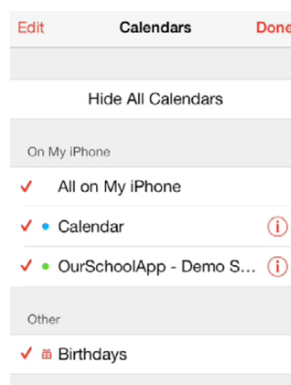 Edit Calendars Done
Hide All Calendars
On My iPhone
All on My iPhone
Calendar
OurSchoolApp - Demo S...
Other
Birthdays